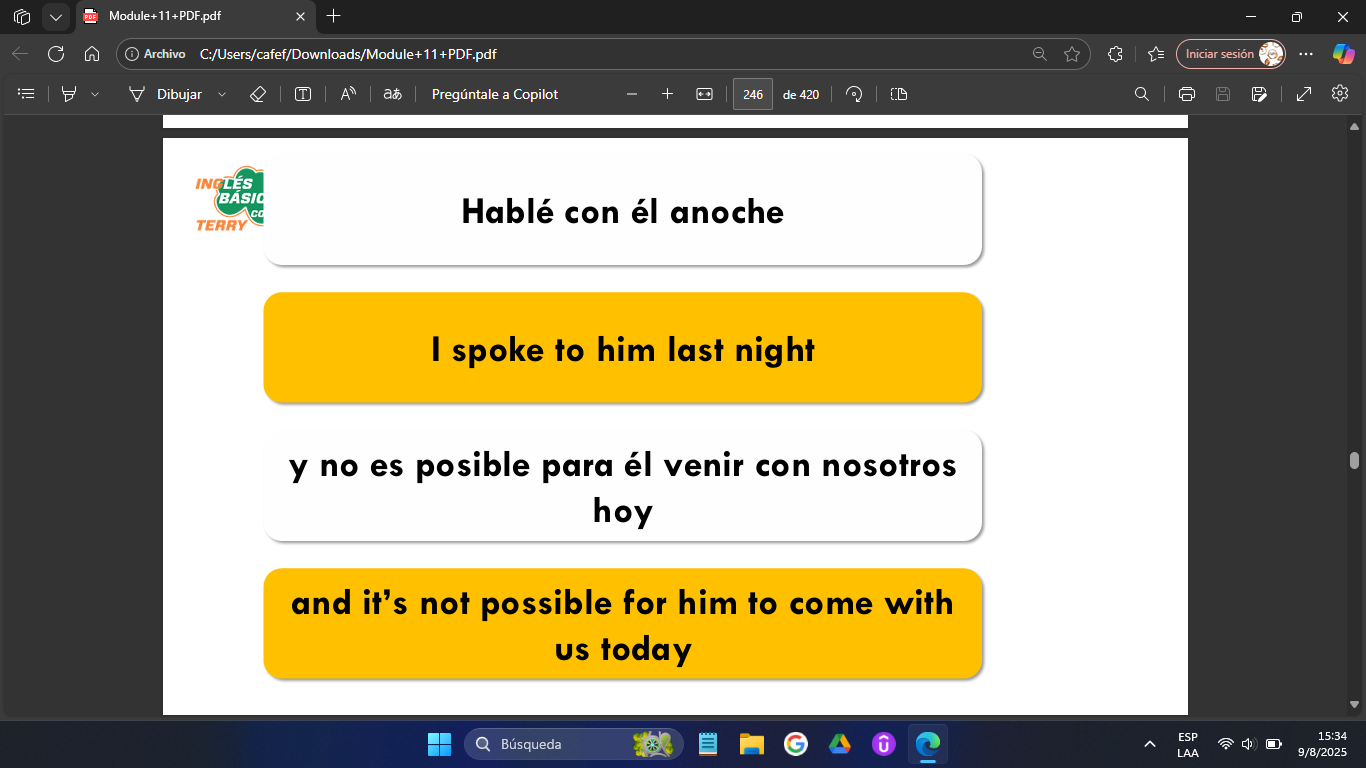 Module+11+PDF.pdf
Archivo C:/Users/cafef/Downloads/Module+11+PDF.pdf
Iniciar sesión
Dibujar
Pregúntale a Copilot
246 de 420
INGLÉS
BÁSIC
CO
TERRY
Hablé con él anoche
I spoke to him last night
y no es posible para él venir con nosotros
hoy
and it’s not possible for him to come with
us today
Búsqueda
ESP
LAA
15:34
9/8/2025